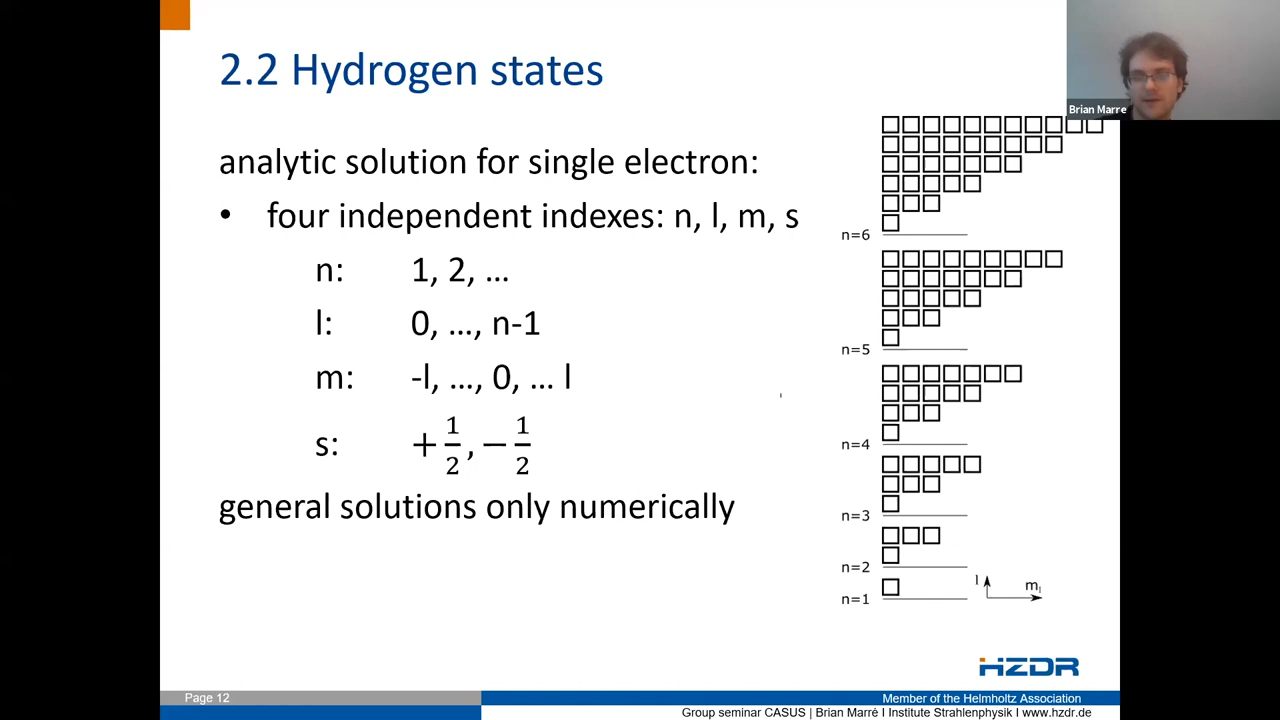 2.2 Hydrogen states
Brian Marre
analytic solution for single electron:
• four independent indexes: n, l, m, s
n: 1, 2, …
l: 0, …, n-1
m: -l, …, 0, … l
s: +1/2, −1/2
general solutions only numerically
n=6
n=5
n=4
n=3
n=2
n=1
l
m_l
HZDR
Page 12
Member of the Helmholtz Association
Group seminar CASUS | Brian Marré I Institute Strahlenphysik I www.hzdr.de